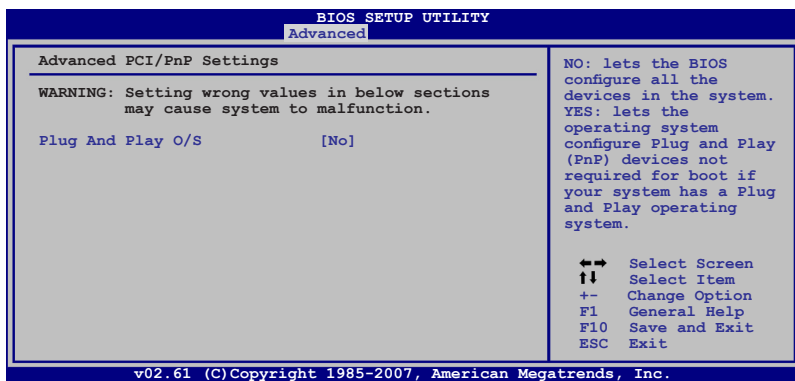 BIOS SETUP UTILITY
Advanced
Advanced PCI/PnP Settings
WARNING: Setting wrong values in below sections
may cause system to malfunction.
Plug And Play O/S [No]
NO: lets the BIOS
configure all the
devices in the system.
YES: lets the
operating system
configure Plug and Play
(PnP) devices not
required for boot if
your system has a Plug
and Play operating
system.
←→ Select Screen
↑↓ Select Item
+- Change Option
F1 General Help
F10 Save and Exit
ESC Exit
v02.61 (C)Copyright 1985-2007, American Megatrends, Inc.